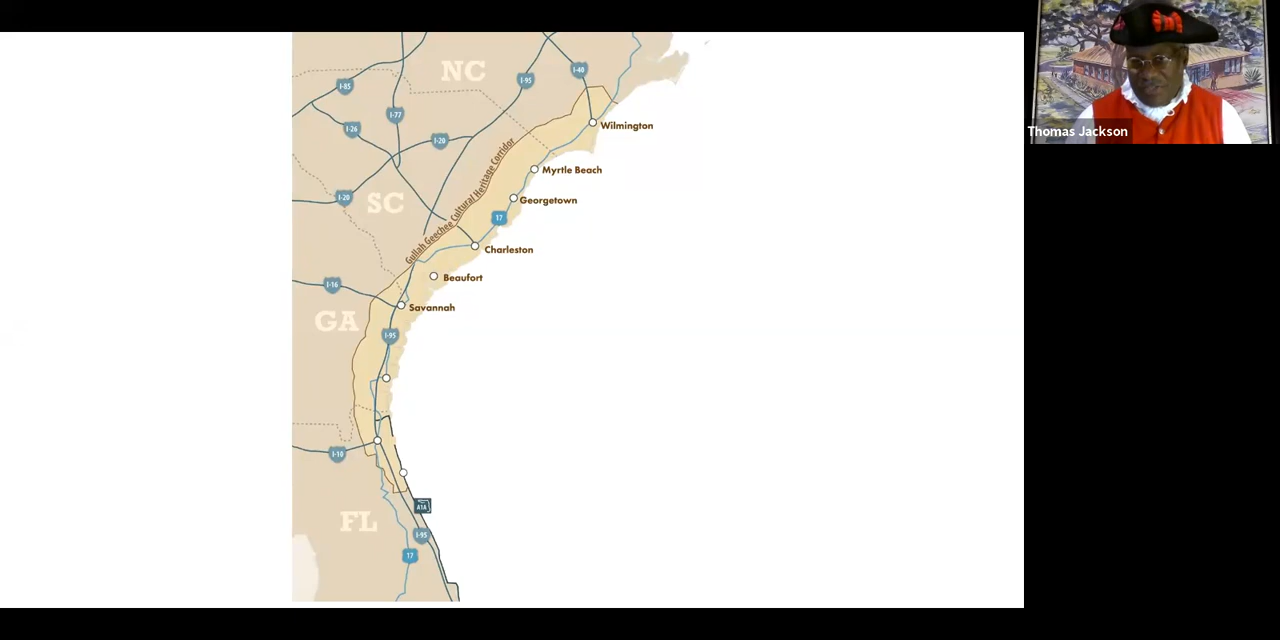 NC
I-40
I-95
I-85
I-77
I-26
I-20
Wilmington
Gullah Geechee Cultural Heritage Corridor
Myrtle Beach
I-20
SC
Georgetown
17
Charleston
Beaufort
I-16
Savannah
GA
I-95
I-10
A1A
FL
I-95
17
Thomas Jackson